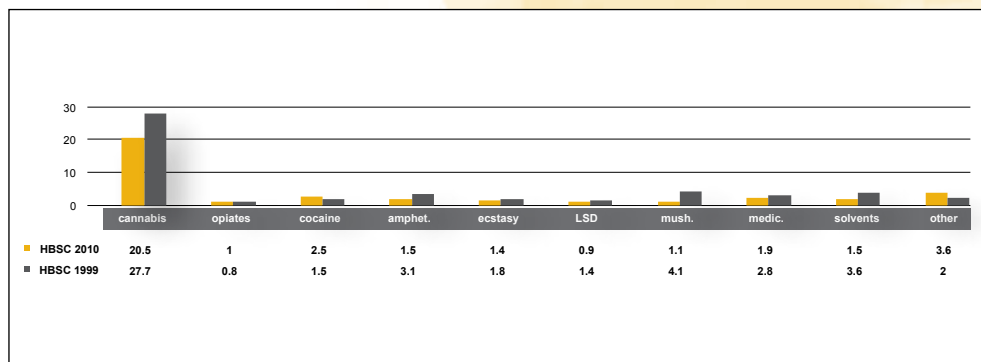 30
20
10
0
cannabis opiates cocaine amphet. ecstasy LSD mush. medic. solvents other
HBSC 2010 20.5 1 2.5 1.5 1.4 0.9 1.1 1.9 1.5 3.6
HBSC 1999 27.7 0.8 1.5 3.1 1.8 1.4 4.1 2.8 3.6 2